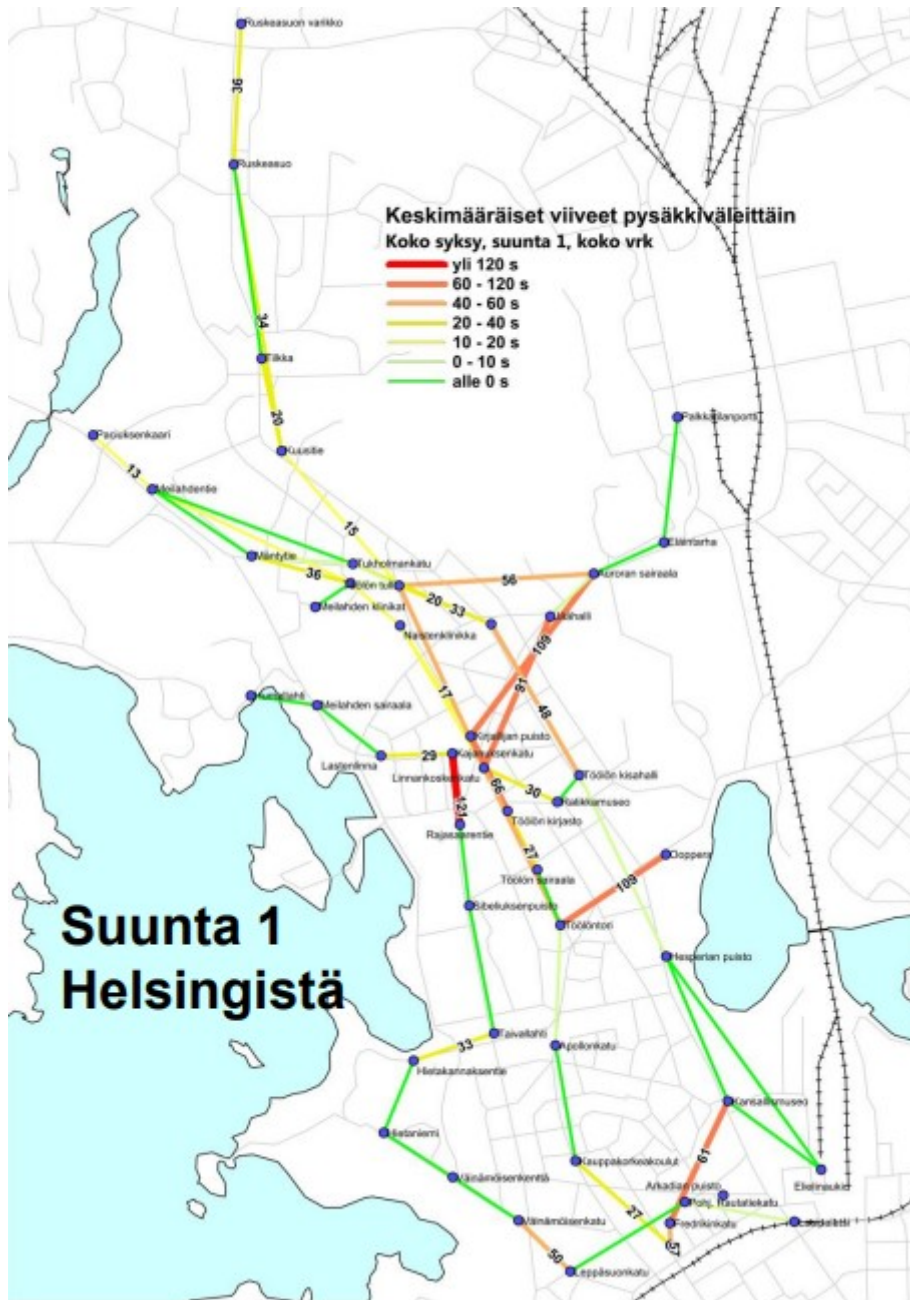 Ruskeasuon varikko
36
Ruskeasuo
Keskimääräiset viiveet pysäkkiväleittäin
Koko syksy, suunta 1, koko vrk
yli 120 s
60 - 120 s
40 - 60 s
20 - 40 s
10 - 20 s
0 - 10 s
alle 0 s
34
Tilkka
20
Kuusitie
Paciuksenkaari
13
Meilahdentie
15
Eläintarha
Mäntytie
36
Tukholmankatu
56
Auroran sairaala
20
33
Meilahden klinikat
Naistenklinikka
Jäähalli
109
91
17
48
Meilahden sairaala
Kirjailijan puisto
Kajanuksenkatu
Lastenlinna
29
Linnankoskenkatu
66
30
Töölön kisahalli
Ratikkamuseo
121
Töölön kirjasto
Rajasaarentie
27
Ooppera
Töölön sairaala
109
Sibeliuksenpuisto
Töölöntori
Suunta 1
Helsingistä
Hesperian puisto
Taivallahti
33
Apollonkatu
Hietakannaksentie
Kansallismuseo
Hietaniemi
61
Kauppakorkeakoulut
Väinämöisenkenttä
Arkadian puisto
Elielinaukio
27
Pohj. Rautatiekatu
Väinämöisenkatu
Fredrikinkatu
50
57
Leppäsuonkatu